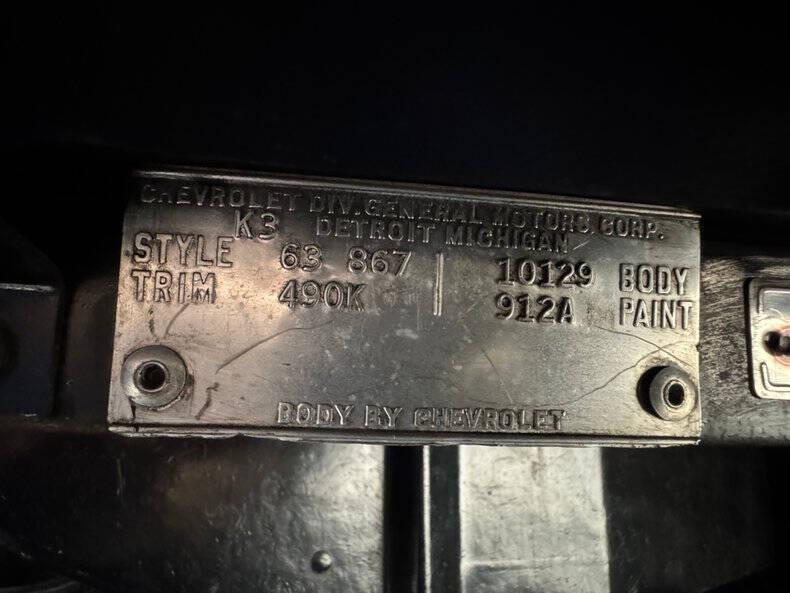 CHEVROLET DIV. GENERAL MOTORS CORP.
K3 DETROIT MICHIGAN
STYLE 63 867 | 10129 BODY
TRIM 490K | 912A PAINT
BODY BY CHEVROLET